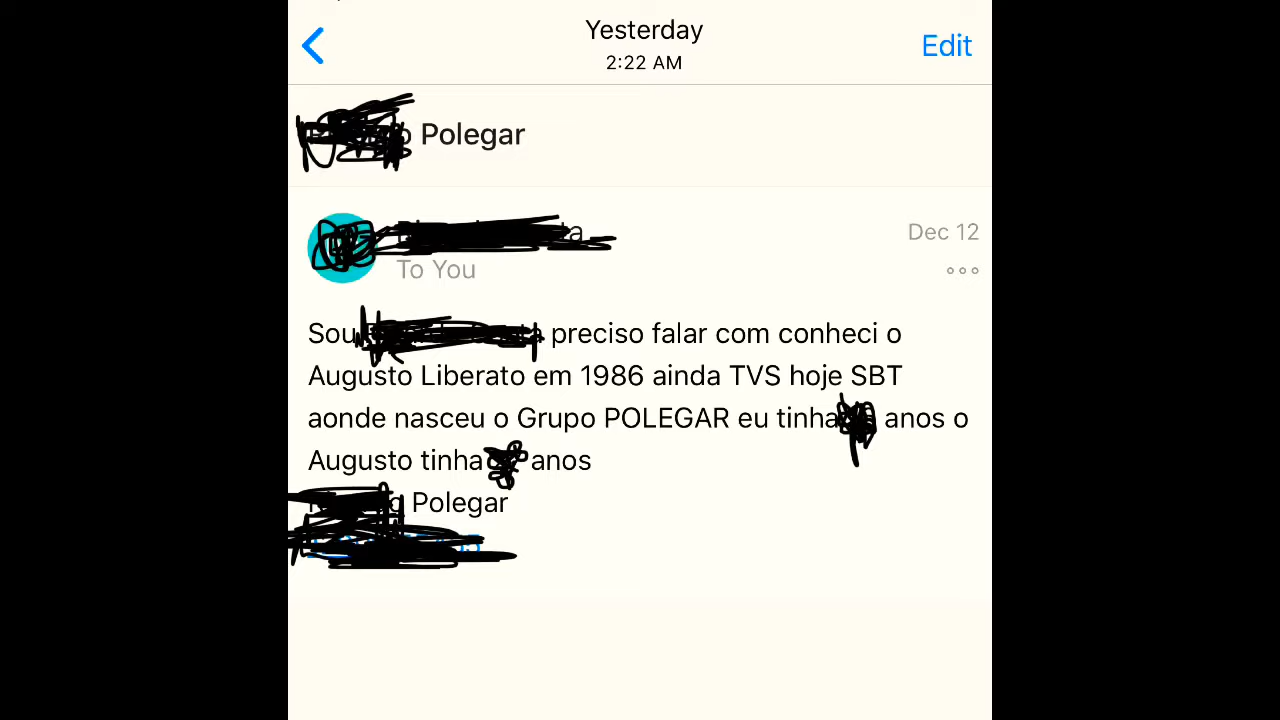 Yesterday
2:22 AM
Edit
Polegar
Dec 12
To You
Sou preciso falar com conheci o
Augusto Liberato em 1986 ainda TVS hoje SBT
aonde nasceu o Grupo POLEGAR eu tinha anos o
Augusto tinha anos
Polegar